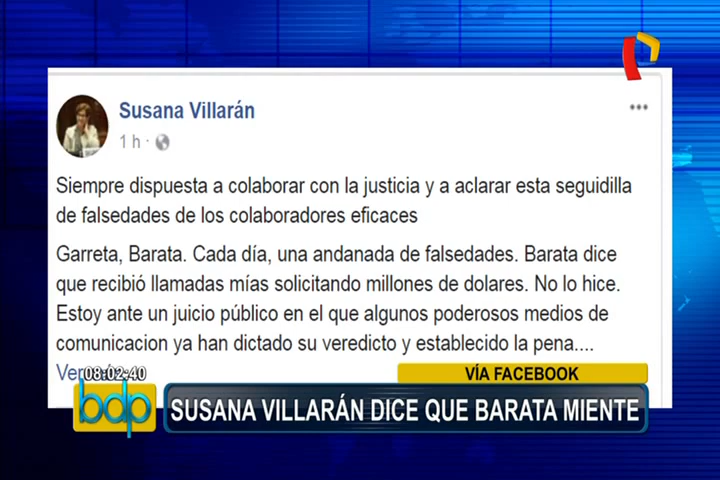 Susana Villarán
1 h ·
Siempre dispuesta a colaborar con la justicia y a aclarar esta seguidilla
de falsedades de los colaboradores eficaces
Garreta, Barata. Cada día, una andanada de falsedades. Barata dice
que recibió llamadas mías solicitando millones de dolares. No lo hice.
Estoy ante un juicio público en el que algunos poderosos medios de
comunicacion ya han dictado su veredicto y establecido la pena....
08:02:40
VÍA FACEBOOK
bdp
SUSANA VILLARÁN DICE QUE BARATA MIENTE